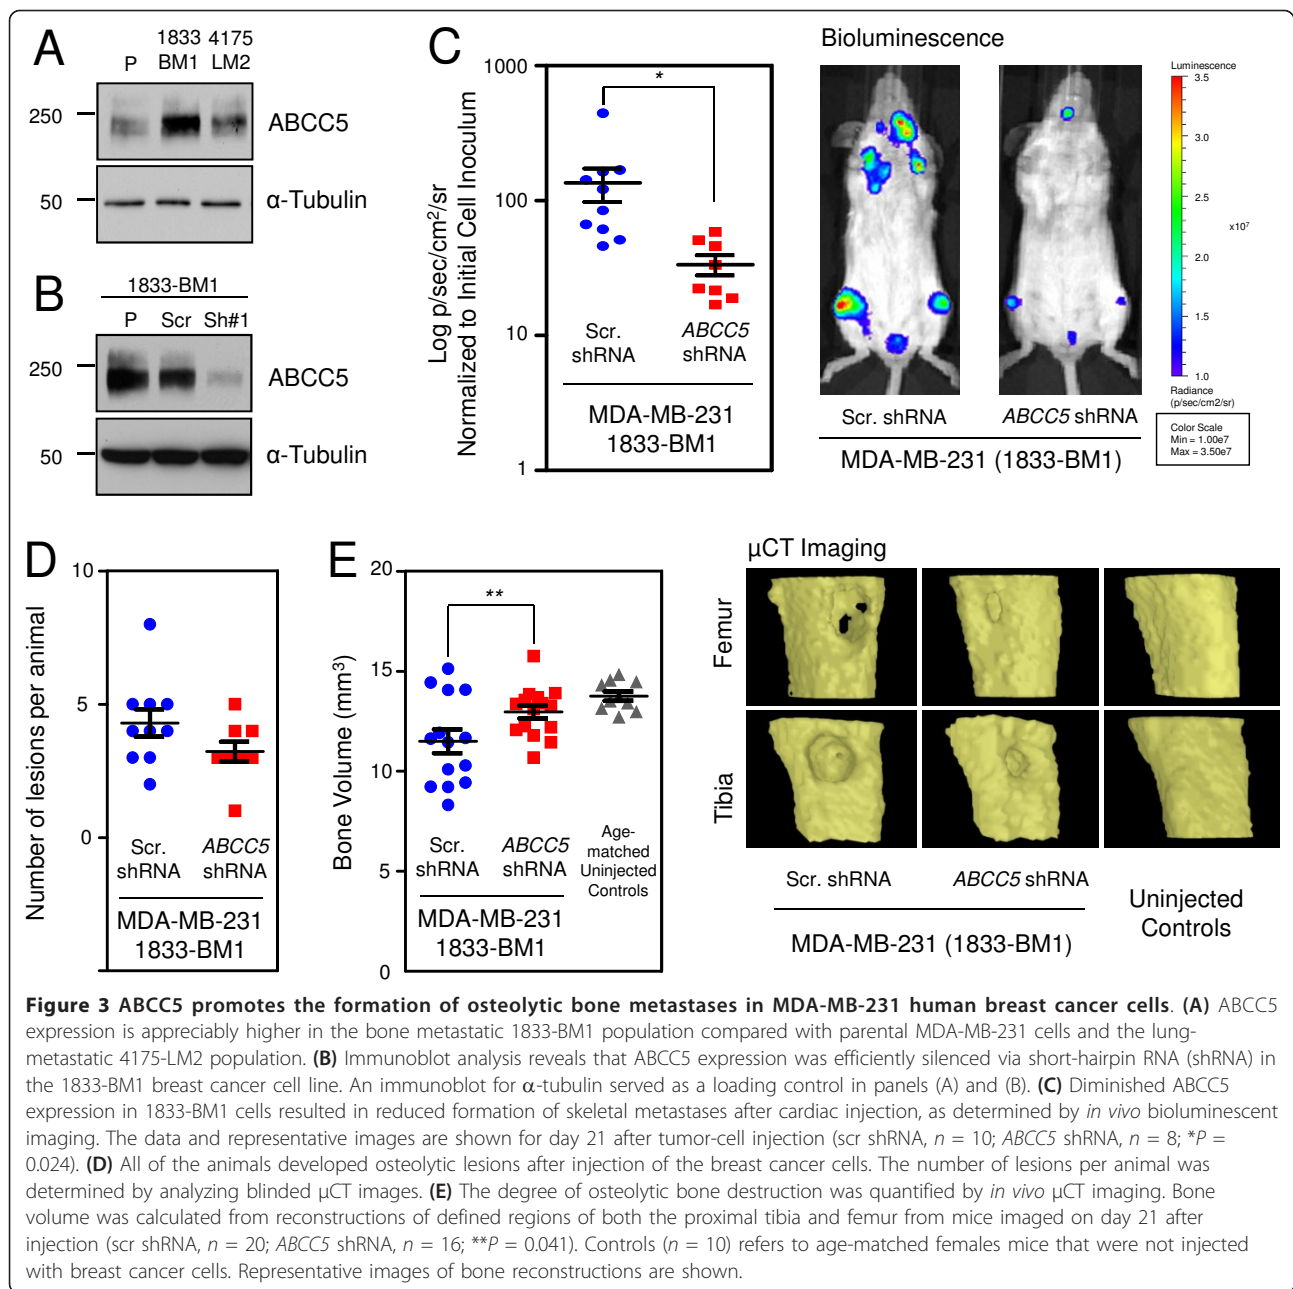 A
P
1833
BM1
4175
LM2
250
ABCC5
50
α-Tubulin
B
1833-BM1
P Scr Sh#1
250
ABCC5
50
α-Tubulin
C
Log p/sec/cm²/sr
Normalized to Initial Cell Inoculum
1000
100
10
1
*
Scr.
shRNA
ABCC5
shRNA
MDA-MB-231
1833-BM1
Bioluminescence
Scr. shRNA
ABCC5 shRNA
MDA-MB-231 (1833-BM1)
Luminescence
3.5
3.0
2.5
2.0
1.5
1.0
x10⁷
Radiance
(p/sec/cm2/sr)
Color Scale
Min = 1.00e7
Max = 3.50e7
D
Number of lesions per animal
10
5
0
Scr.
shRNA
ABCC5
shRNA
MDA-MB-231
1833-BM1
E
Bone Volume (mm³)
20
15
10
5
0
**
Scr.
shRNA
ABCC5
shRNA
Age-
matched
Uninjected
Controls
MDA-MB-231
1833-BM1
µCT Imaging
Femur
Tibia
Scr. shRNA
ABCC5 shRNA
MDA-MB-231 (1833-BM1)
Uninjected
Controls
Figure 3 ABCC5 promotes the formation of osteolytic bone metastases in MDA-MB-231 human breast cancer cells. (A) ABCC5
expression is appreciably higher in the bone metastatic 1833-BM1 population compared with parental MDA-MB-231 cells and the lung-
metastatic 4175-LM2 population. (B) Immunoblot analysis reveals that ABCC5 expression was efficiently silenced via short-hairpin RNA (shRNA) in
the 1833-BM1 breast cancer cell line. An immunoblot for α-tubulin served as a loading control in panels (A) and (B). (C) Diminished ABCC5
expression in 1833-BM1 cells resulted in reduced formation of skeletal metastases after cardiac injection, as determined by in vivo bioluminescent
imaging. The data and representative images are shown for day 21 after tumor-cell injection (scr shRNA, n = 10; ABCC5 shRNA, n = 8; *P =
0.024). (D) All of the animals developed osteolytic lesions after injection of the breast cancer cells. The number of lesions per animal was
determined by analyzing blinded µCT images. (E) The degree of osteolytic bone destruction was quantified by in vivo µCT imaging. Bone
volume was calculated from reconstructions of defined regions of both the proximal tibia and femur from mice imaged on day 21 after
injection (scr shRNA, n = 20; ABCC5 shRNA, n = 16; **P = 0.041). Controls (n = 10) refers to age-matched females mice that were not injected
with breast cancer cells. Representative images of bone reconstructions are shown.